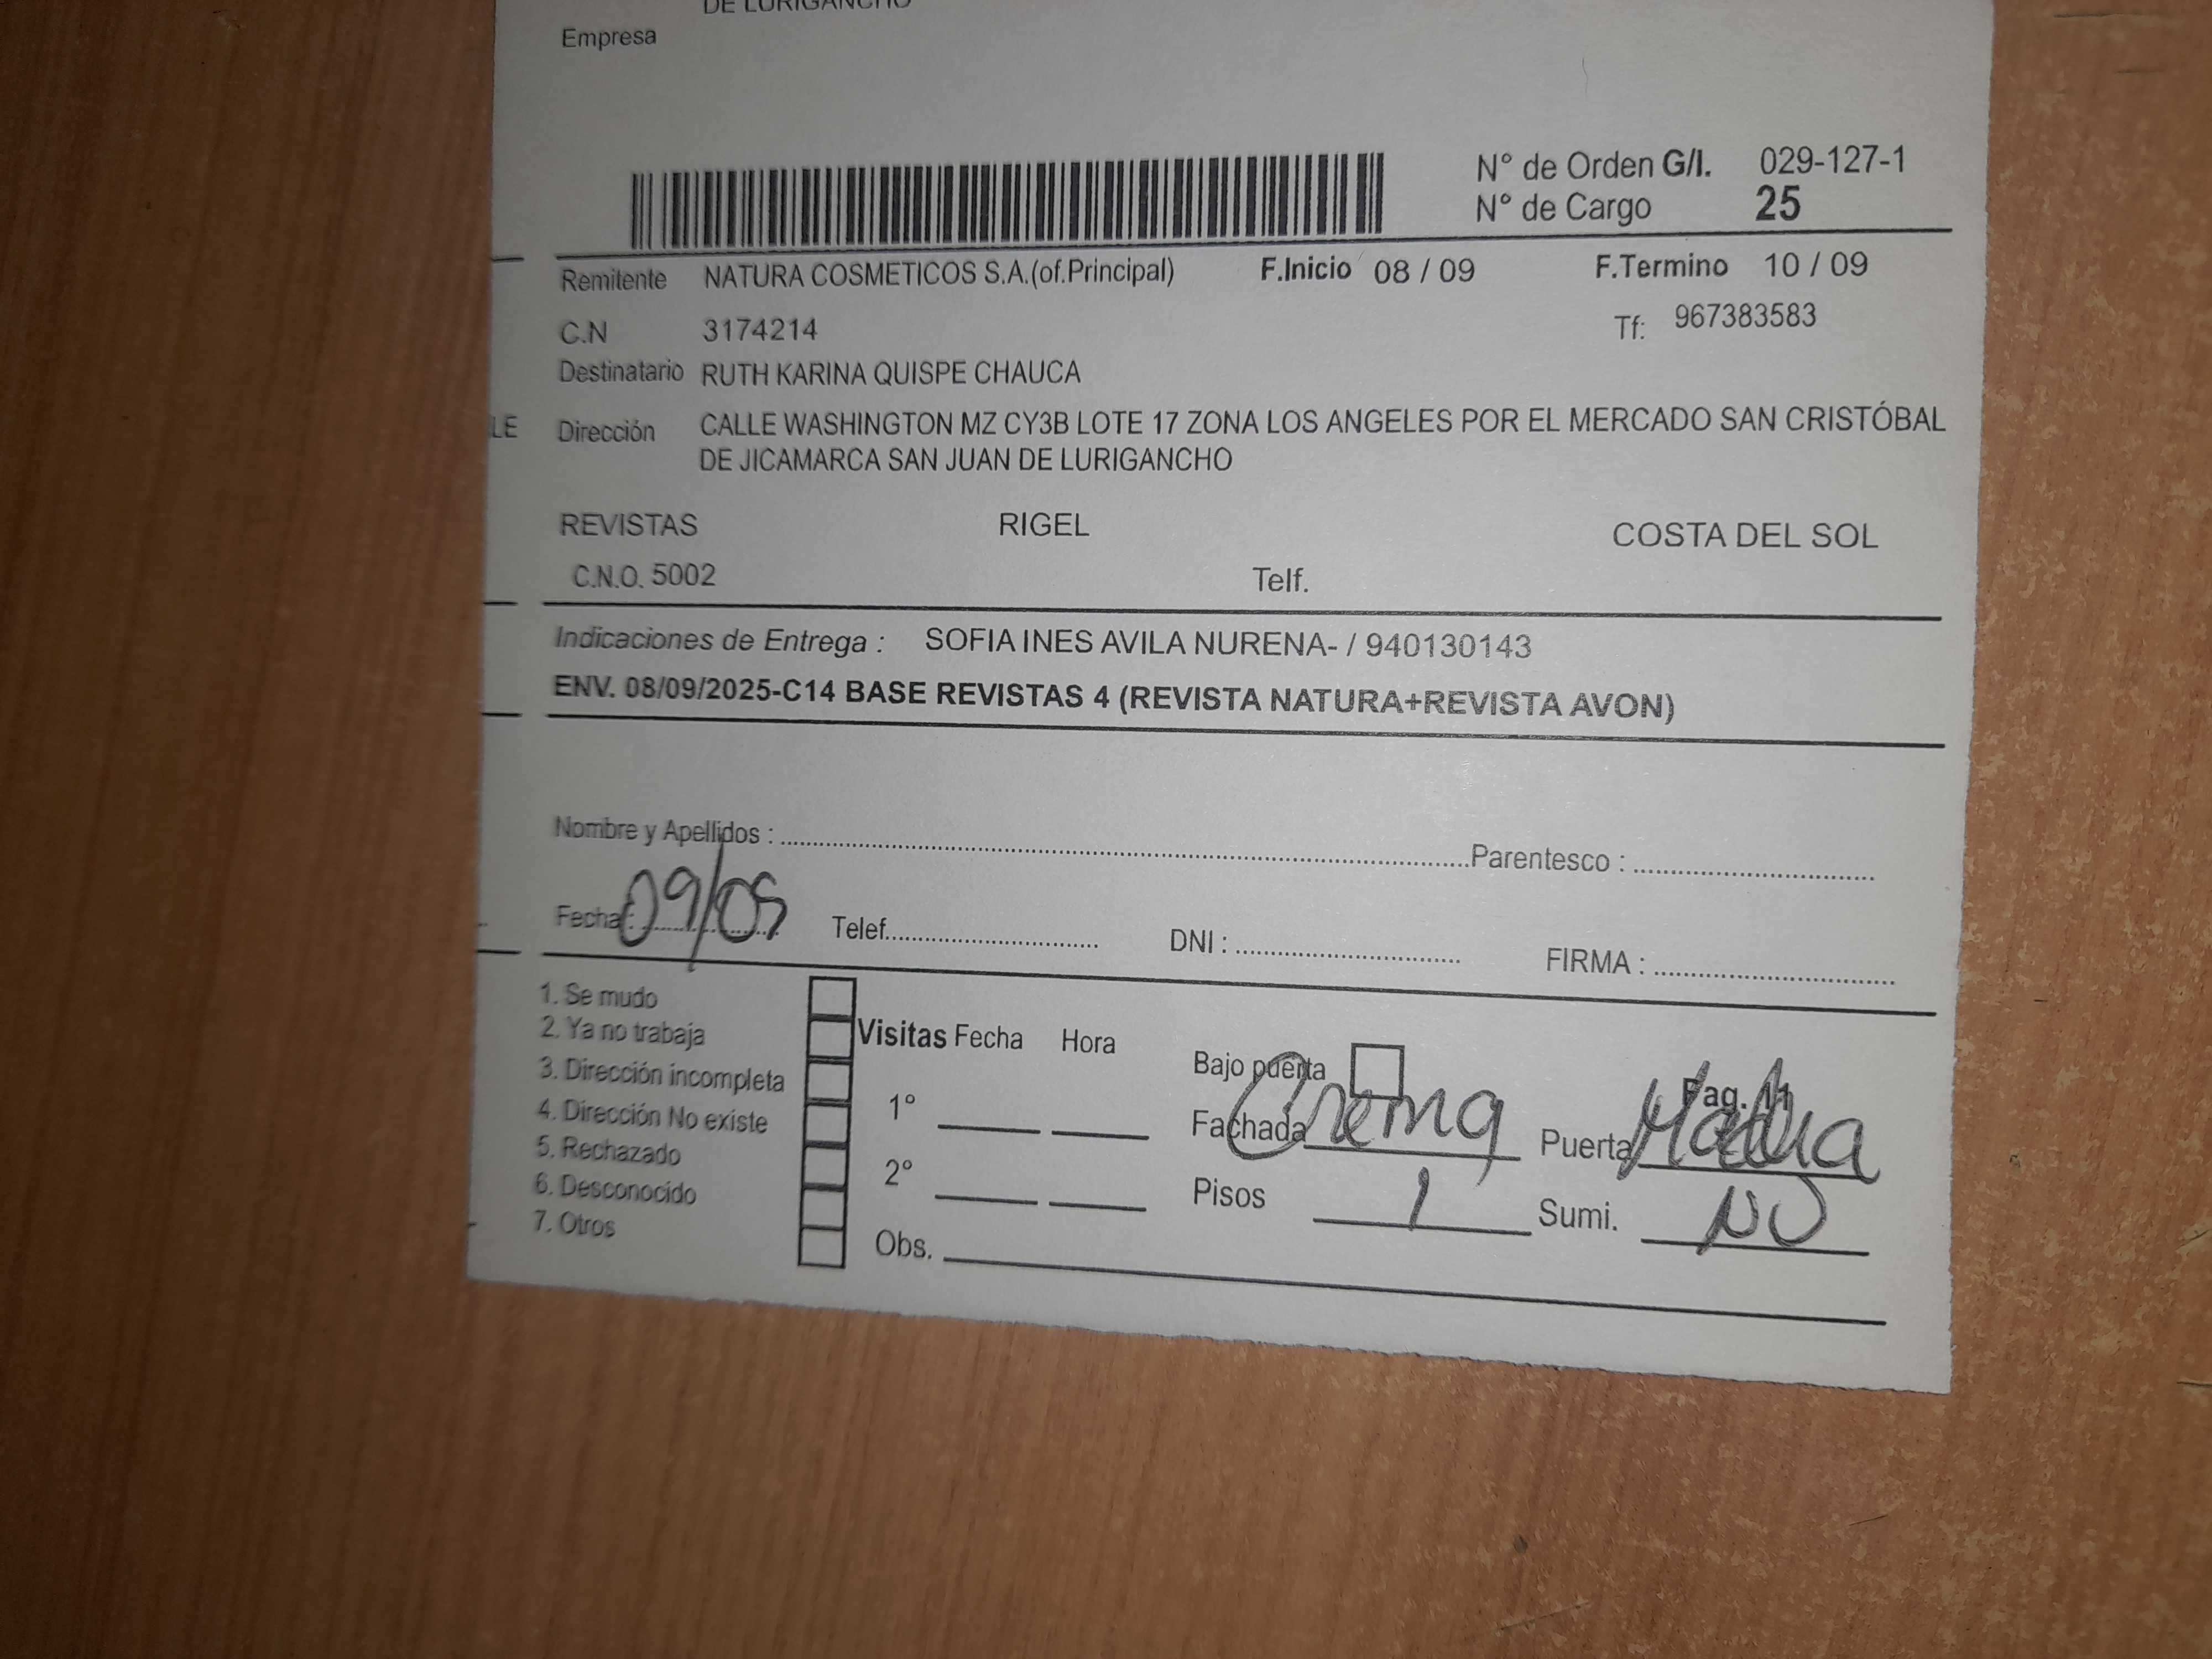 DE LURIGANCHO
Empresa
N° de Orden G/I. 029-127-1
N° de Cargo 25
Remitente NATURA COSMETICOS S.A.(of.Principal) F.Inicio 08 / 09 F.Termino 10 / 09
C.N 3174214 Tf: 967383583
Destinatario RUTH KARINA QUISPE CHAUCA
LE Dirección CALLE WASHINGTON MZ CY3B LOTE 17 ZONA LOS ANGELES POR EL MERCADO SAN CRISTÓBAL
DE JICAMARCA SAN JUAN DE LURIGANCHO
REVISTAS RIGEL COSTA DEL SOL
C.N.O. 5002 Telf.
Indicaciones de Entrega : SOFIA INES AVILA NURENA- / 940130143
ENV. 08/09/2025-C14 BASE REVISTAS 4 (REVISTA NATURA+REVISTA AVON)
Nombre y Apellidos : Parentesco :
Fecha : 09/09 Telef. DNI : FIRMA :
1. Se mudo
2. Ya no trabaja Visitas Fecha Hora
3. Dirección incompleta Bajo puerta Pag. 11
4. Dirección No existe 1° Fachada Crema Puerta
5. Rechazado
6. Desconocido 2° Pisos 1 Sumi. NO
7. Otros Obs.